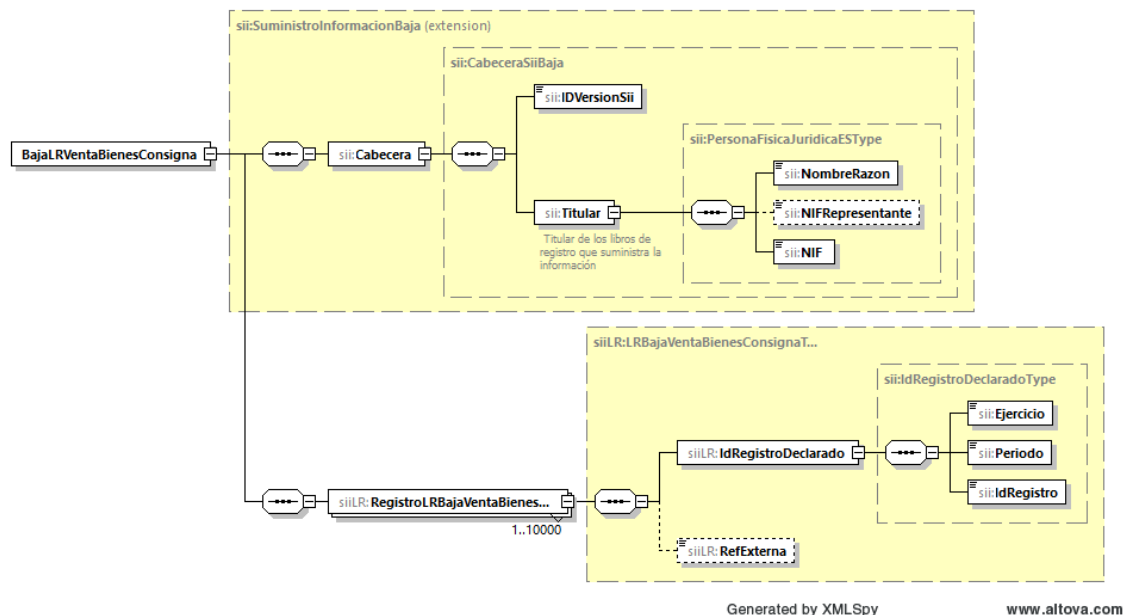 sii:SuministroInformacionBaja (extension)
sii:CabeceraSiiBaja
sii:IDVersionSii
sii:PersonaFisicaJuridicaESType
BajaLRVentaBienesConsigna
sii:Cabecera
sii:NombreRazon
sii:Titular
sii:NIFRepresentante
Titular de los libros de
registro que suministra la
información
sii:NIF
siiLR:LRBajaVentaBienesConsignaT...
sii:IdRegistroDeclaradoType
sii:Ejercicio
siiLR:IdRegistroDeclarado
sii:Periodo
sii:IdRegistro
siiLR:RegistroLRBajaVentaBienes...
1..10000
siiLR:RefExterna
Generated by XMLSpy
www.altova.com